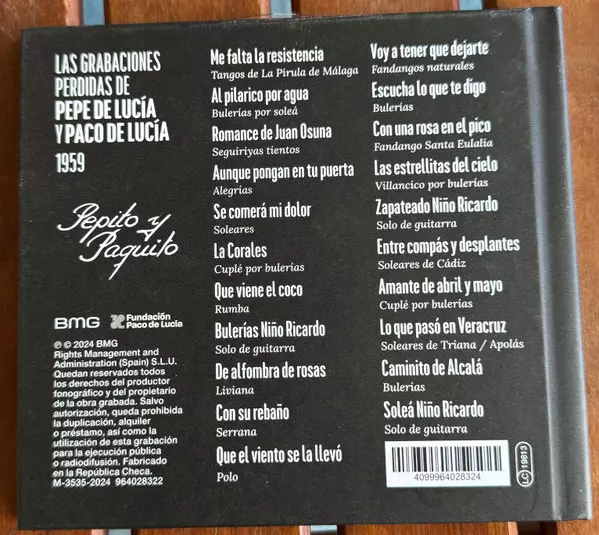 LAS GRABACIONES
PERDIDAS DE
PEPE DE LUCÍA
Y PACO DE LUCÍA
1959
Pepito y
Paquito
BMG
Fundación
Paco de Lucía
℗ © 2024 BMG
Rights Management and
Administration (Spain) S.L.U.
Quedan reservados todos
los derechos del productor
fonográfico y del propietario
de la obra grabada. Salvo
autorización, queda prohibida
la duplicación, alquiler
o préstamo, así como la
utilización de esta grabación
para la ejecución pública
o radiodifusión. Fabricado
en la República Checa.
M-3535-2024 964028322
Me falta la resistencia
Tangos de La Pirula de Málaga
Al pilarico por agua
Bulerías por soleá
Romance de Juan Osuna
Seguiriyas tientos
Aunque pongan en tu puerta
Alegrías
Se comerá mi dolor
Soleares
La Corales
Cuplé por bulerías
Que viene el coco
Rumba
Bulerías Niño Ricardo
Solo de guitarra
De alfombra de rosas
Liviana
Con su rebaño
Serrana
Que el viento se la llevó
Polo
Voy a tener que dejarte
Fandangos naturales
Escucha lo que te digo
Bulerías
Con una rosa en el pico
Fandango Santa Eulalia
Las estrellitas del cielo
Villancico por bulerías
Zapateado Niño Ricardo
Solo de guitarra
Entre compás y desplantes
Soleares de Cádiz
Amante de abril y mayo
Cuplé por bulerías
Lo que pasó en Veracruz
Soleares de Triana / Apolás
Caminito de Alcalá
Bulerías
Soleá Niño Ricardo
Solo de guitarra
4099964028324
LC 19813